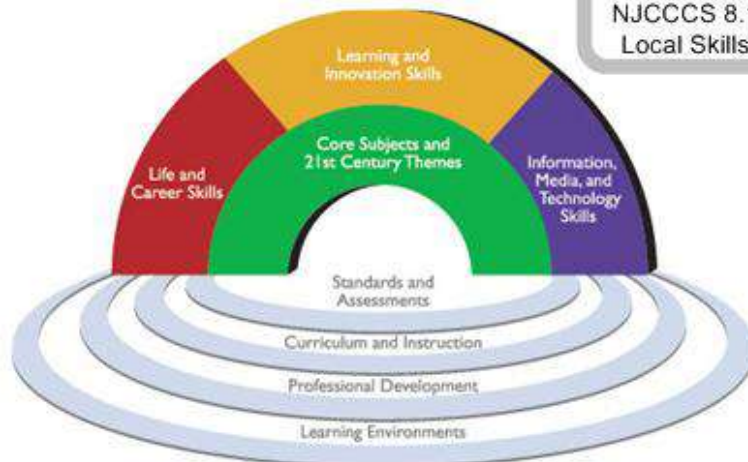 NJCCCS 8.
Local Skills
Learning and
Innovation Skills
Core Subjects and
21st Century Themes
Life and
Career Skills
Information,
Media, and
Technology
Skills
Standards and
Assessments
Curriculum and Instruction
Professional Development
Learning Environments